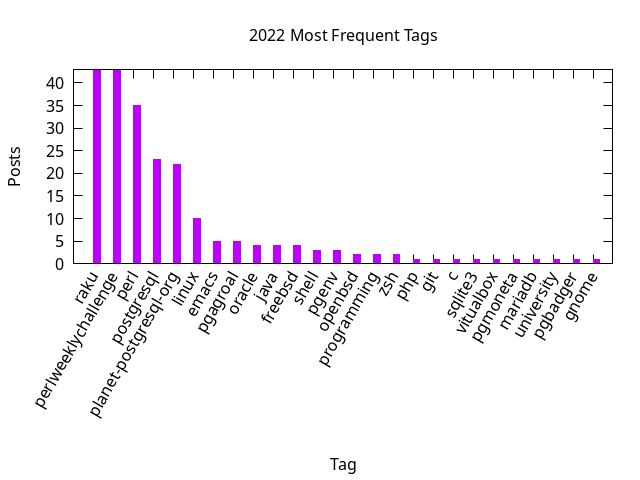 2022 Most Frequent Tags
Posts
40
35
30
25
20
15
10
5
0
raku
perlweeklychallenge
perl
postgresql
planet-postgresql-org
linux
emacs
pgagroal
oracle
java
freebsd
shell
pgenv
openbsd
programming
zsh
php
git
c
sqlite3
vitualbox
pgmoneta
mariadb
university
pgbadger
gnome
Tag